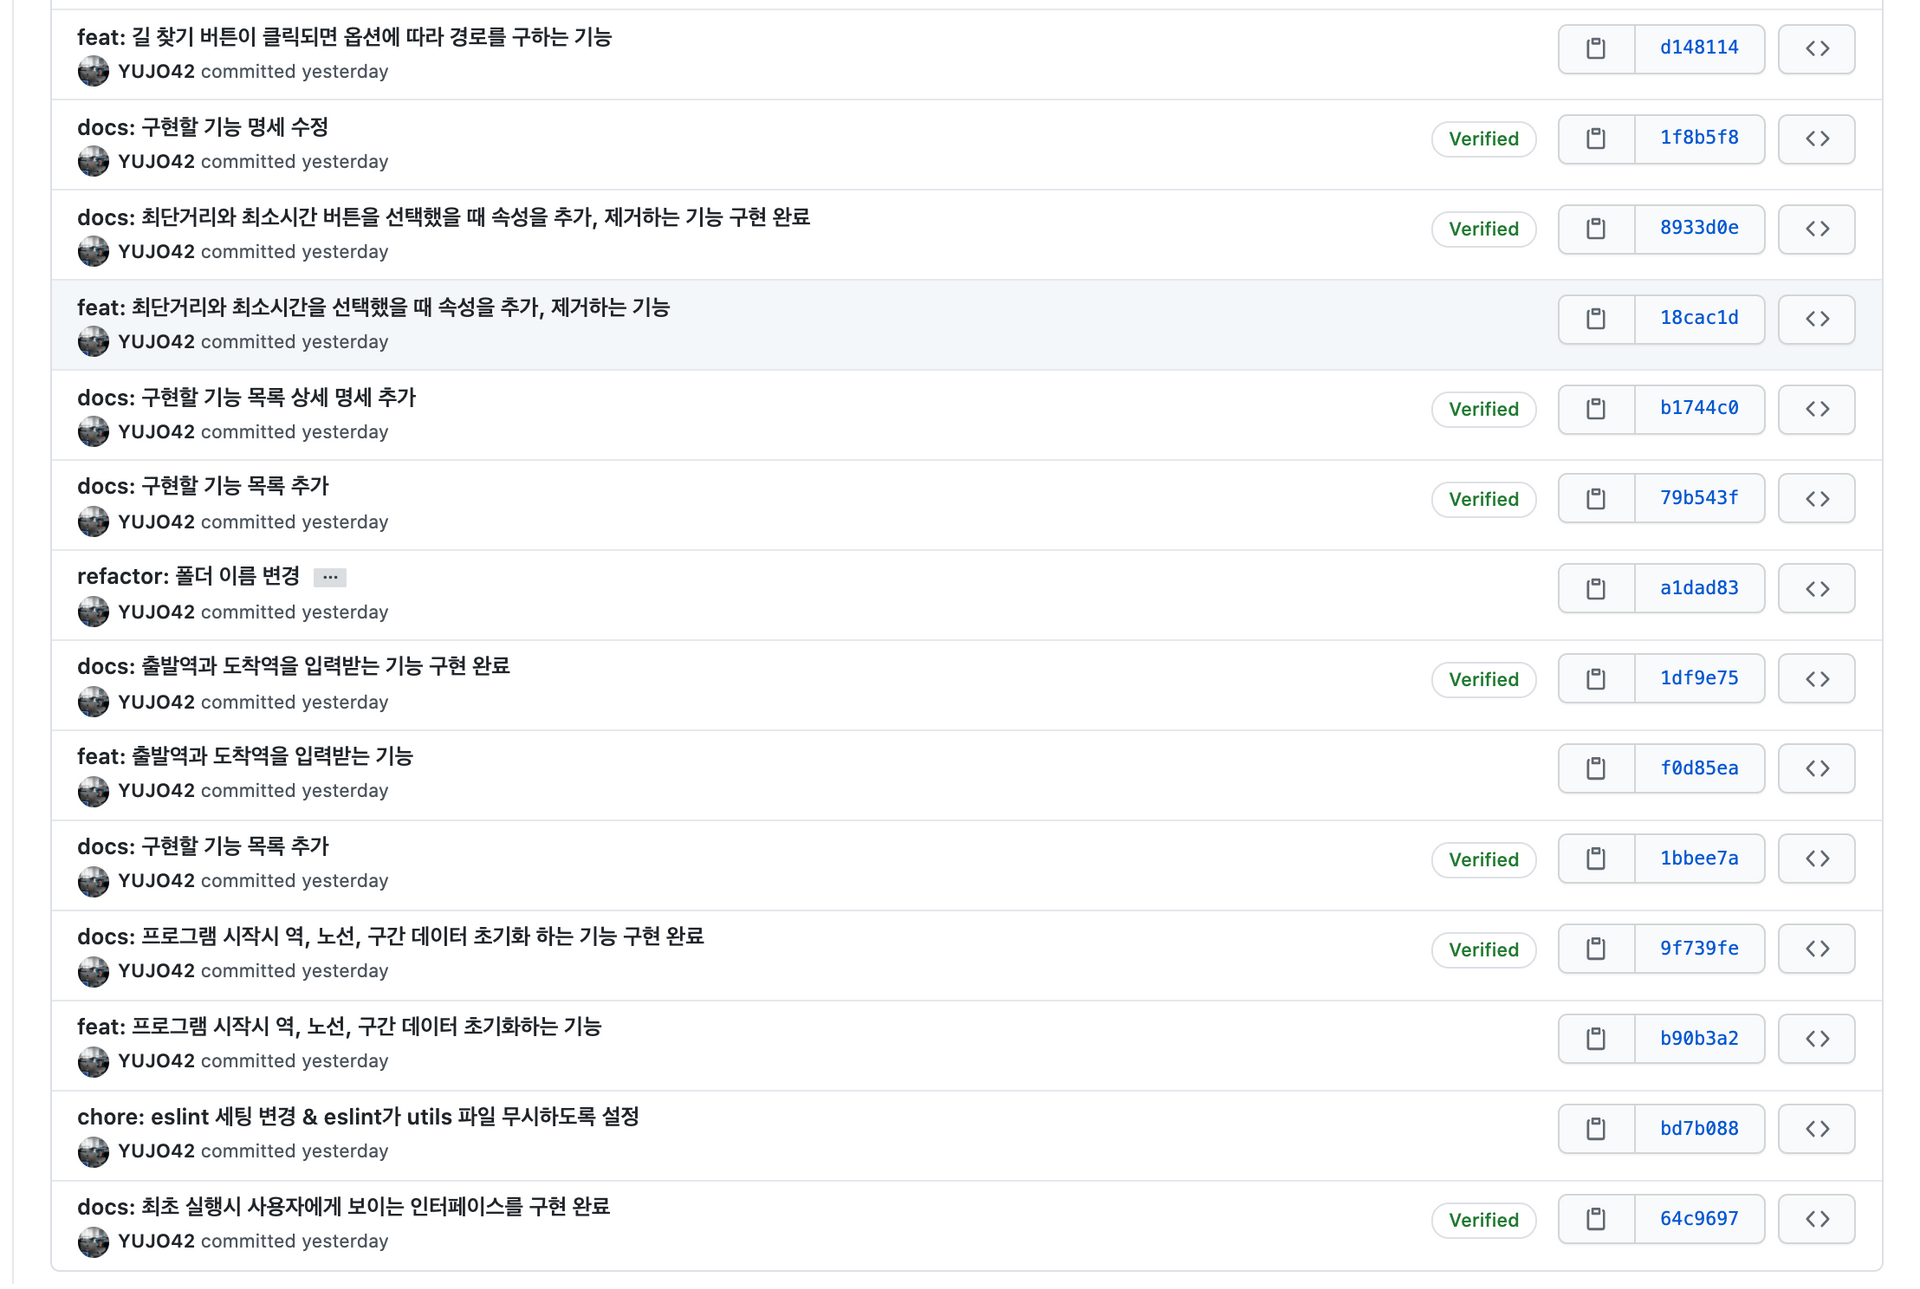 feat: 길 찾기 버튼이 클릭되면 옵션에 따라 경로를 구하는 기능
YUJO42 committed yesterday
d148114
docs: 구현할 기능 명세 수정
YUJO42 committed yesterday
Verified
1f8b5f8
docs: 최단거리와 최소시간 버튼을 선택했을 때 속성을 추가, 제거하는 기능 구현 완료
YUJO42 committed yesterday
Verified
8933d0e
feat: 최단거리와 최소시간을 선택했을 때 속성을 추가, 제거하는 기능
YUJO42 committed yesterday
18cac1d
docs: 구현할 기능 목록 상세 명세 추가
YUJO42 committed yesterday
Verified
b1744c0
docs: 구현할 기능 목록 추가
YUJO42 committed yesterday
Verified
79b543f
refactor: 폴더 이름 변경 …
YUJO42 committed yesterday
a1dad83
docs: 출발역과 도착역을 입력받는 기능 구현 완료
YUJO42 committed yesterday
Verified
1df9e75
feat: 출발역과 도착역을 입력받는 기능
YUJO42 committed yesterday
f0d85ea
docs: 구현할 기능 목록 추가
YUJO42 committed yesterday
Verified
1bbee7a
docs: 프로그램 시작시 역, 노선, 구간 데이터 초기화 하는 기능 구현 완료
YUJO42 committed yesterday
Verified
9f739fe
feat: 프로그램 시작시 역, 노선, 구간 데이터 초기화하는 기능
YUJO42 committed yesterday
b90b3a2
chore: eslint 세팅 변경 & eslint가 utils 파일 무시하도록 설정
YUJO42 committed yesterday
bd7b088
docs: 최초 실행시 사용자에게 보이는 인터페이스를 구현 완료
YUJO42 committed yesterday
Verified
64c9697